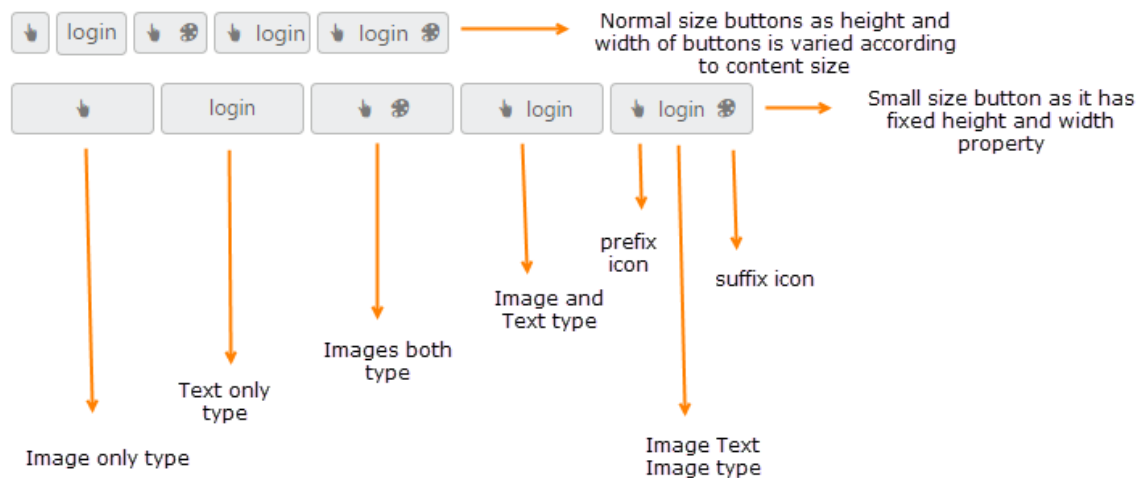 login
login
login
Normal size buttons as height and
width of buttons is varied according
to content size
login
login
login
Small size button as it has
fixed height and width
property
prefix
icon
suffix icon
Image and
Text type
Images both
type
Text only
type
Image Text
Image type
Image only type